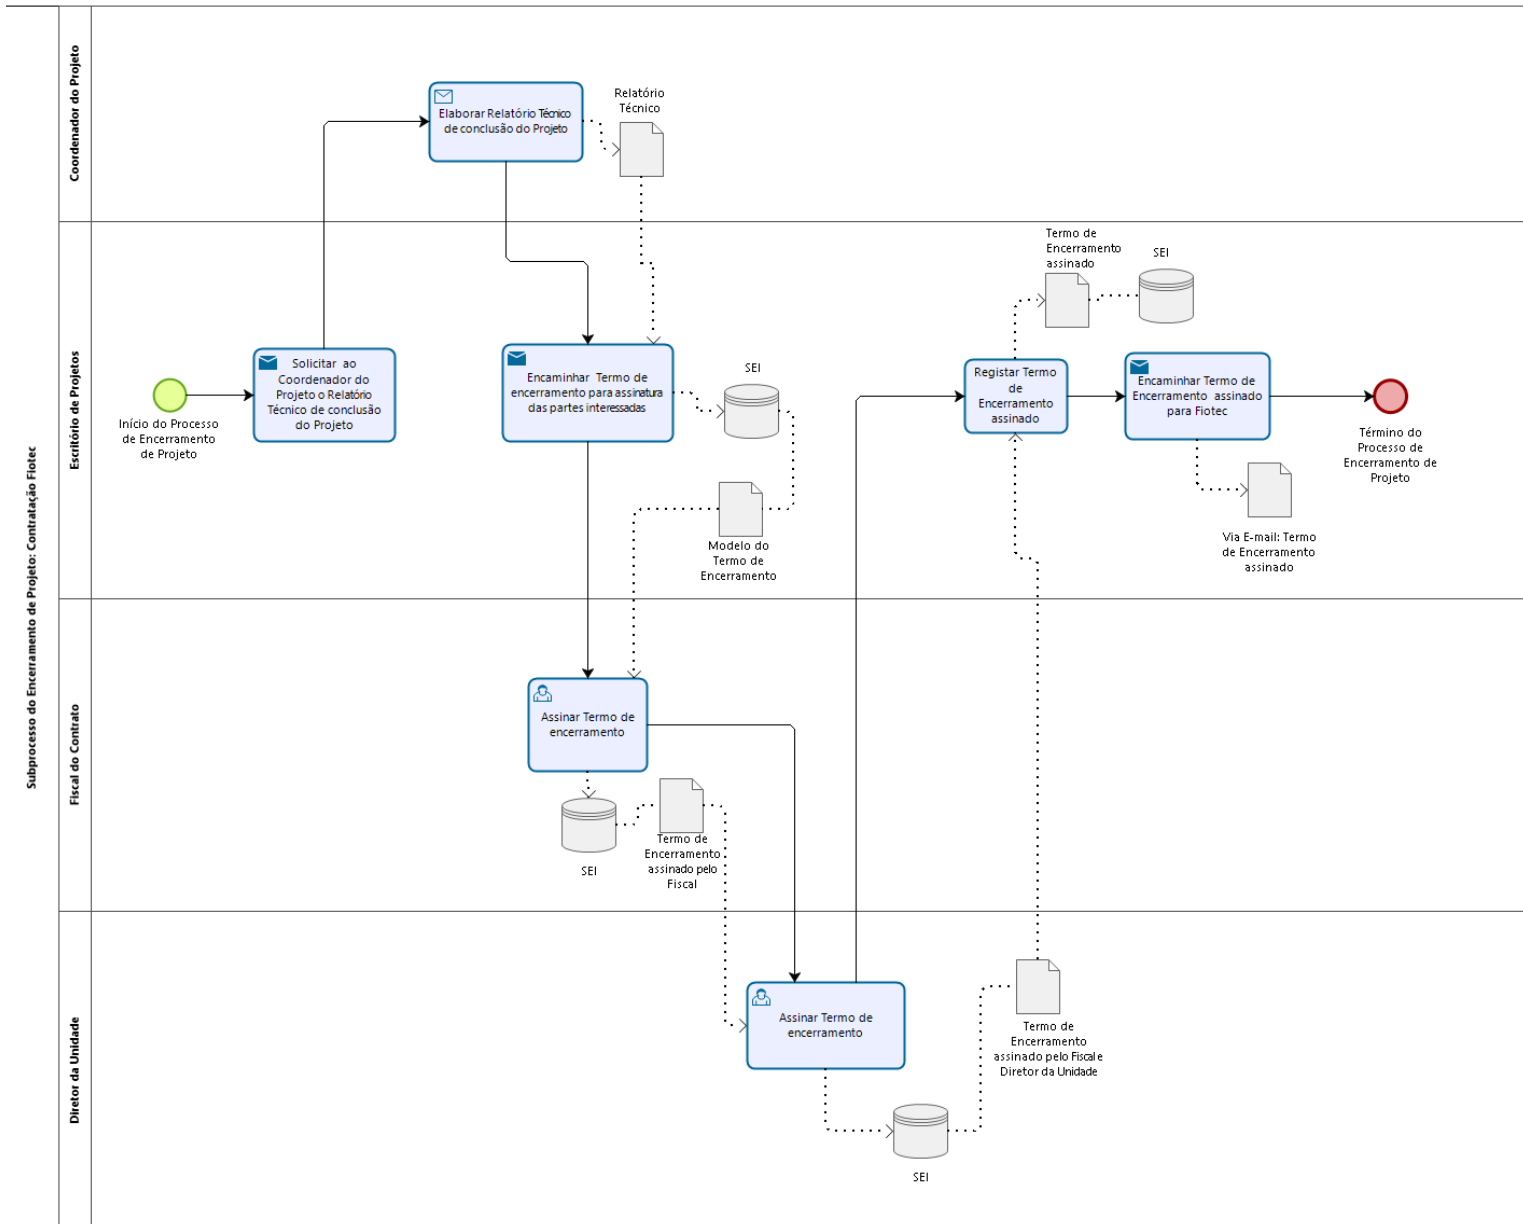 Subprocesso do Encerramento de Projeto: Contratação Fiotec
Coordenador do Projeto
Elaborar Relatório Técnico
de conclusão do Projeto
Relatório
Técnico
Escritório de Projetos
Início do Processo
de Encerramento
de Projeto
Solicitar ao
Coordenador do
Projeto o Relatório
Técnico de conclusão
do Projeto
Encaminhar Termo de
encerramento para assinatura
das partes interessadas
SEI
Modelo do
Termo de
Encerramento
Registar Termo
de
Encerramento
assinado
Termo de
Encerramento
assinado
SEI
Encaminhar Termo de
Encerramento assinado
para Fiotec
Via E-mail: Termo
de Encerramento
assinado
Término do
Processo de
Encerramento de
Projeto
Fiscal do Contrato
Assinar Termo de
encerramento
SEI
Termo de
Encerramento
assinado pelo
Fiscal
Diretor da Unidade
Assinar Termo de
encerramento
SEI
Termo de
Encerramento
assinado pelo Fiscal e
Diretor da Unidade